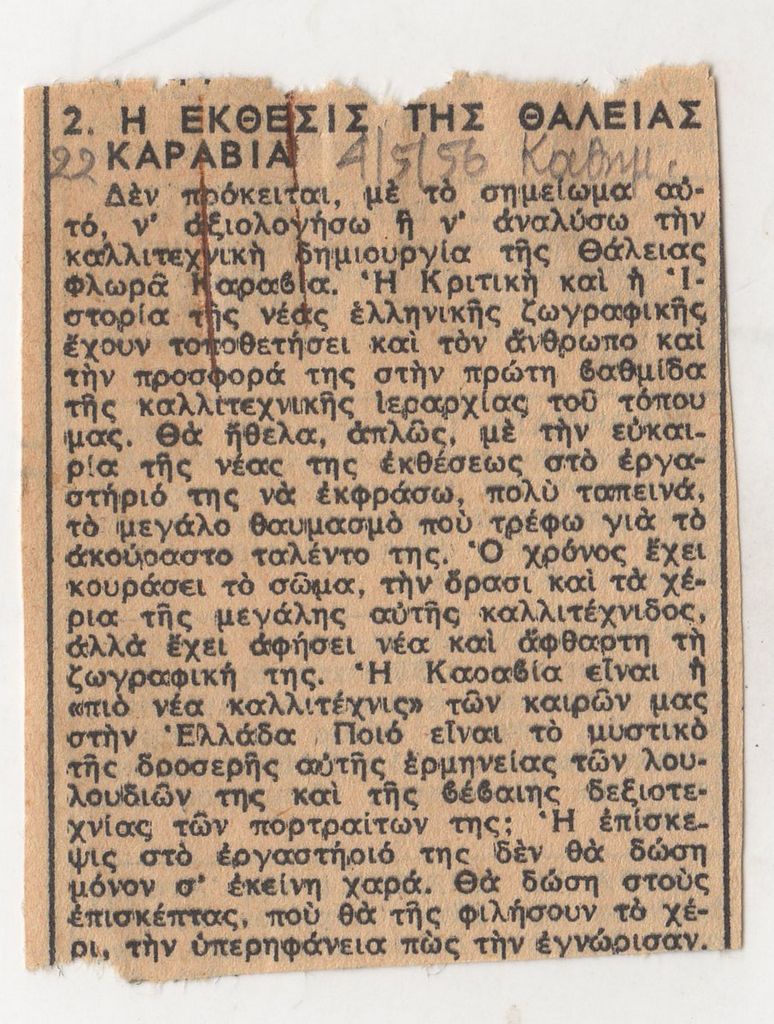 2. Η ΕΚΘΕΣΙΣ ΤΗΣ ΘΑΛΕΙΑΣ
22 ΚΑΡΑΒΙΑ 4/5/56 Καθημ.
Δὲν πρόκειται, μὲ τὸ σημείωμα αὐ-
τό, ν' ἀξιολογήσω ἢ ν' ἀναλύσω τὴν
καλλιτεχνικὴ δημιουργία τῆς Θάλειας
Φλωρᾶ Καραβία. Ἡ Κριτικὴ καὶ ἡ Ἱ-
στορία τῆς νέας ἑλληνικῆς ζωγραφικῆς
ἔχουν τοποθετήσει καὶ τὸν ἄνθρωπο καὶ
τὴν προσφορά της στὴν πρώτη βαθμίδα
τῆς καλλιτεχνικῆς ἱεραρχίας τοῦ τόπου
μας. Θὰ ἤθελα, ἁπλῶς, μὲ τὴν εὐκαι-
ρία τῆς νέας της ἐκθέσεως στὸ ἐργα-
στήριό της νὰ ἐκφράσω, πολὺ ταπεινά,
τὸ μεγάλο θαυμασμὸ ποὺ τρέφω γιὰ τὸ
ἀκούραστο ταλέντο της. Ὁ χρόνος ἔχει
κουράσει τὸ σῶμα, τὴν ὅρασι καὶ τὰ χέ-
ρια τῆς μεγάλης αὐτῆς καλλιτέχνιδος,
ἀλλὰ ἔχει ἀφήσει νέα καὶ ἄφθαρτη τὴ
ζωγραφική της. Ἡ Καραβία εἶναι ἡ
«πιὸ νέα καλλιτέχνις» τῶν καιρῶν μας
στὴν Ἑλλάδα Ποιό εἶναι τὸ μυστικὸ
τῆς δροσερῆς αὐτῆς ἑρμηνείας τῶν λου-
λουδιῶν της καὶ τῆς βέβαιης δεξιοτε-
χνίας τῶν πορτραίτων της; Ἡ ἐπίσκε-
ψις στὸ ἐργαστήριό της δὲν θὰ δώση
μόνον σ' ἐκείνη χαρά. Θὰ δώση στοὺς
ἐπισκέπτας, ποὺ θὰ τῆς φιλήσουν τὸ χέ-
ρι, τὴν ὑπερηφάνεια πὼς τὴν ἐγνώρισαν.